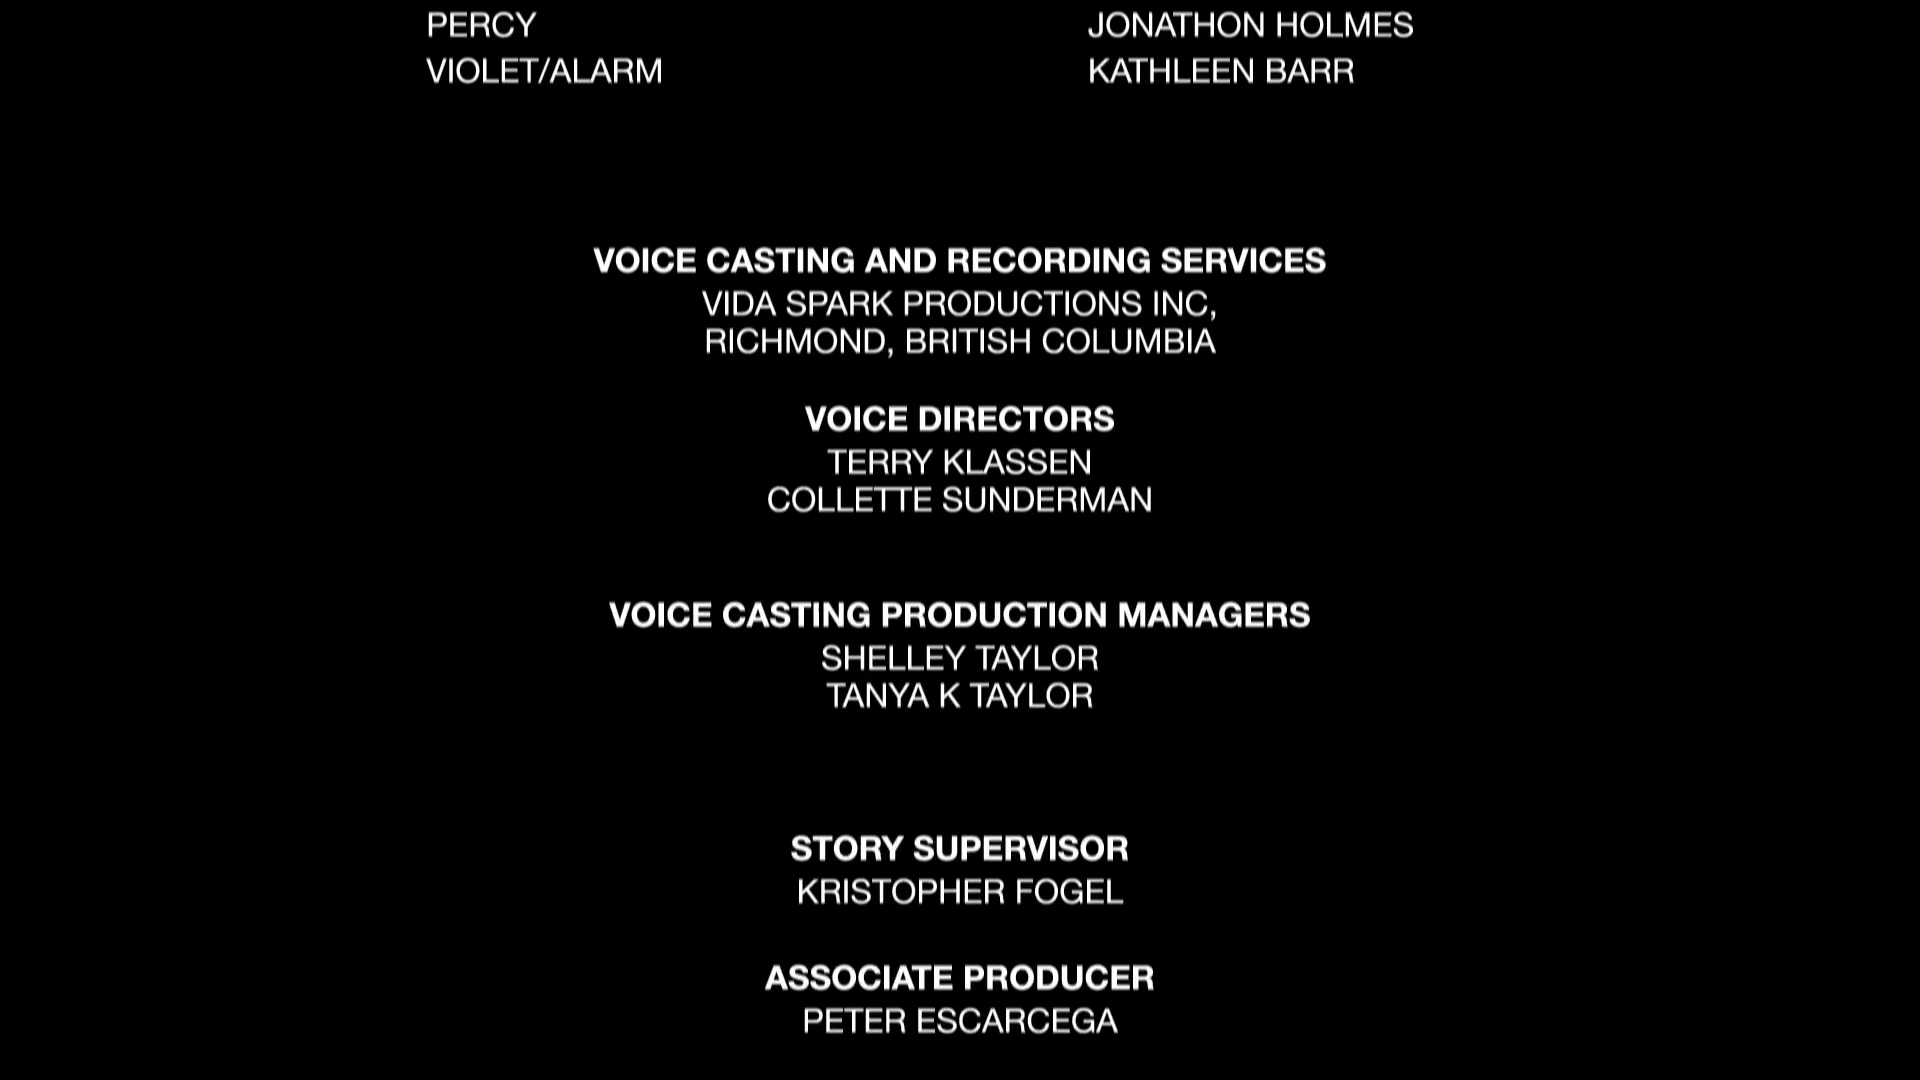 PERCY JONATHON HOLMES
VIOLET/ALARM KATHLEEN BARR
VOICE CASTING AND RECORDING SERVICES
VIDA SPARK PRODUCTIONS INC,
RICHMOND, BRITISH COLUMBIA
VOICE DIRECTORS
TERRY KLASSEN
COLLETTE SUNDERMAN
VOICE CASTING PRODUCTION MANAGERS
SHELLEY TAYLOR
TANYA K TAYLOR
STORY SUPERVISOR
KRISTOPHER FOGEL
ASSOCIATE PRODUCER
PETER ESCARCEGA